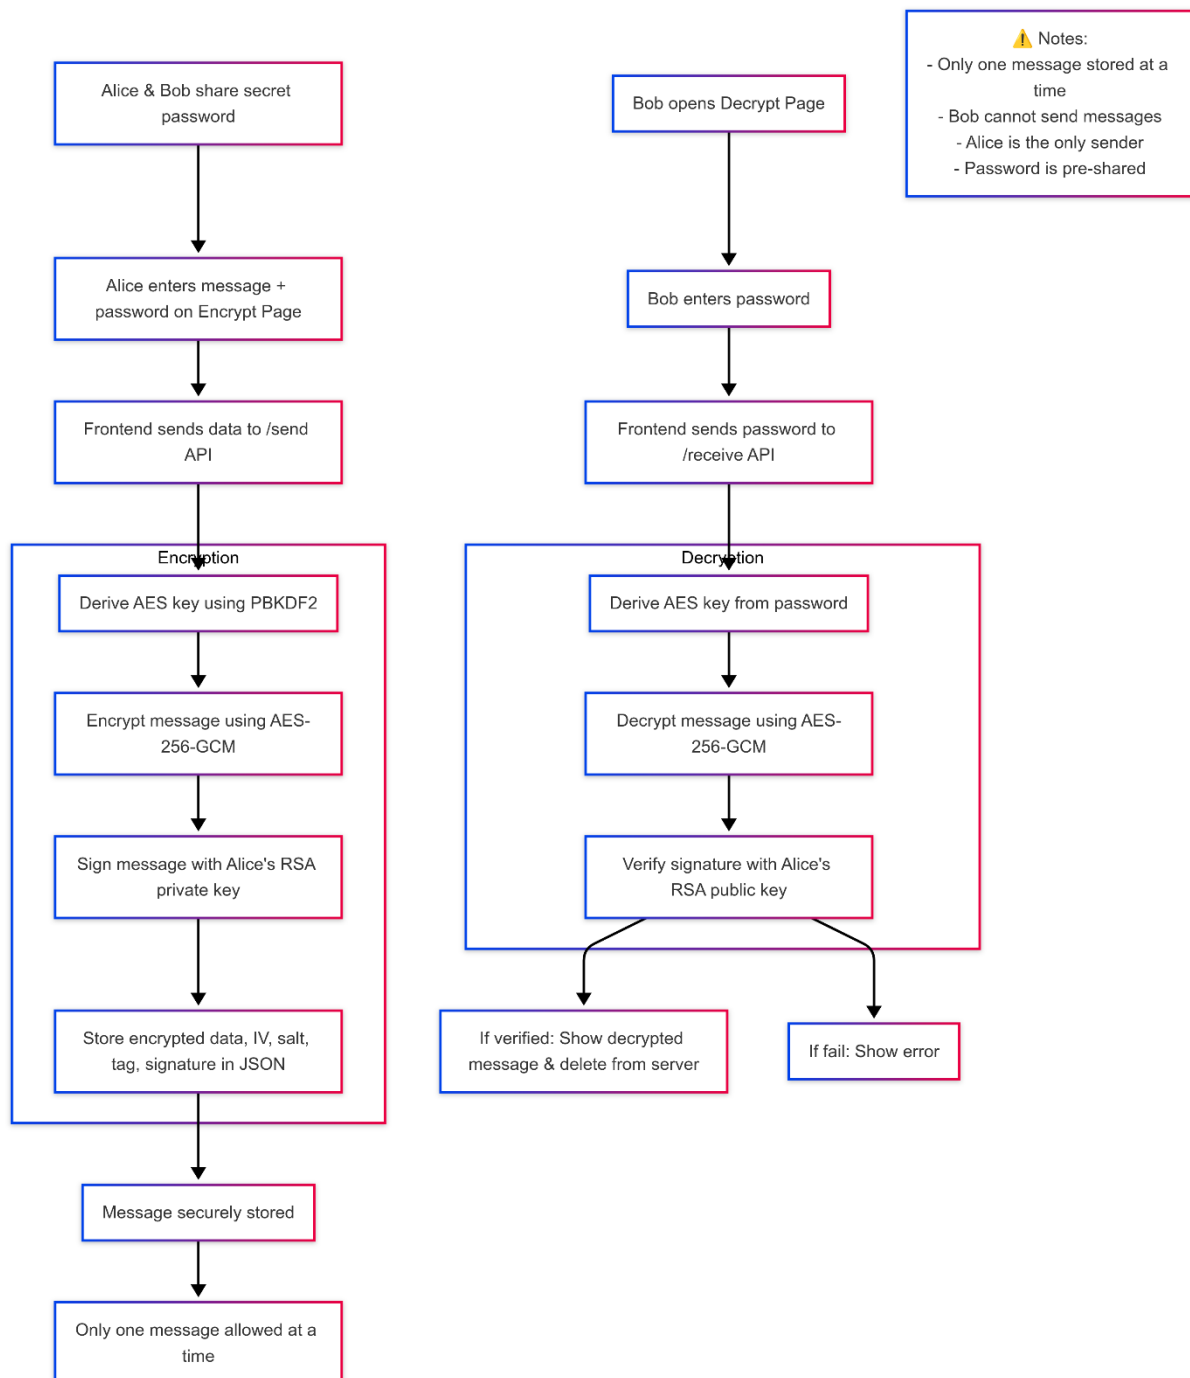 Alice & Bob share secret
password
Alice enters message +
password on Encrypt Page
Frontend sends data to /send
API
Encryption
Derive AES key using PBKDF2
Encrypt message using AES-
256-GCM
Sign message with Alice's RSA
private key
Store encrypted data, IV, salt,
tag, signature in JSON
Message securely stored
Only one message allowed at a
time
Bob opens Decrypt Page
Bob enters password
Frontend sends password to
/receive API
Decryption
Derive AES key from password
Decrypt message using AES-
256-GCM
Verify signature with Alice's
RSA public key
If verified: Show decrypted
message & delete from server
If fail: Show error
⚠️ Notes:
- Only one message stored at a
time
- Bob cannot send messages
- Alice is the only sender
- Password is pre-shared